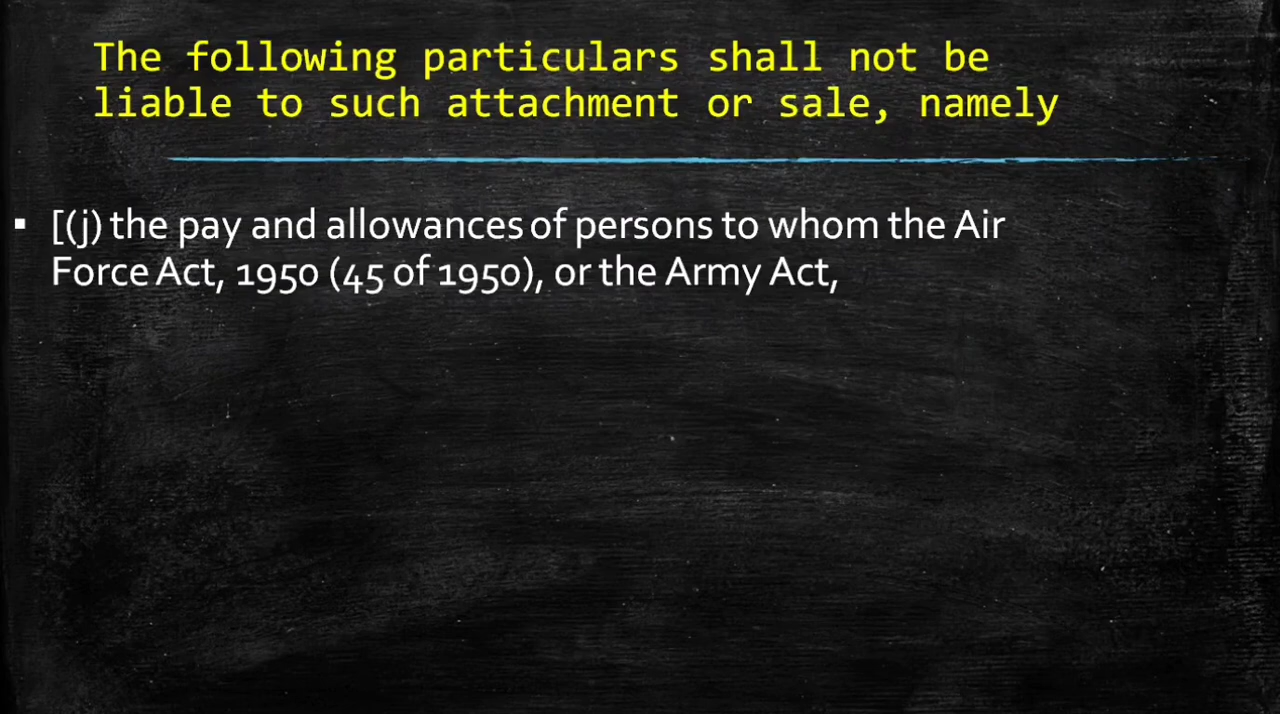 The following particulars shall not be
liable to such attachment or sale, namely
▪ [(j) the pay and allowances of persons to whom the Air
Force Act, 1950 (45 of 1950), or the Army Act,